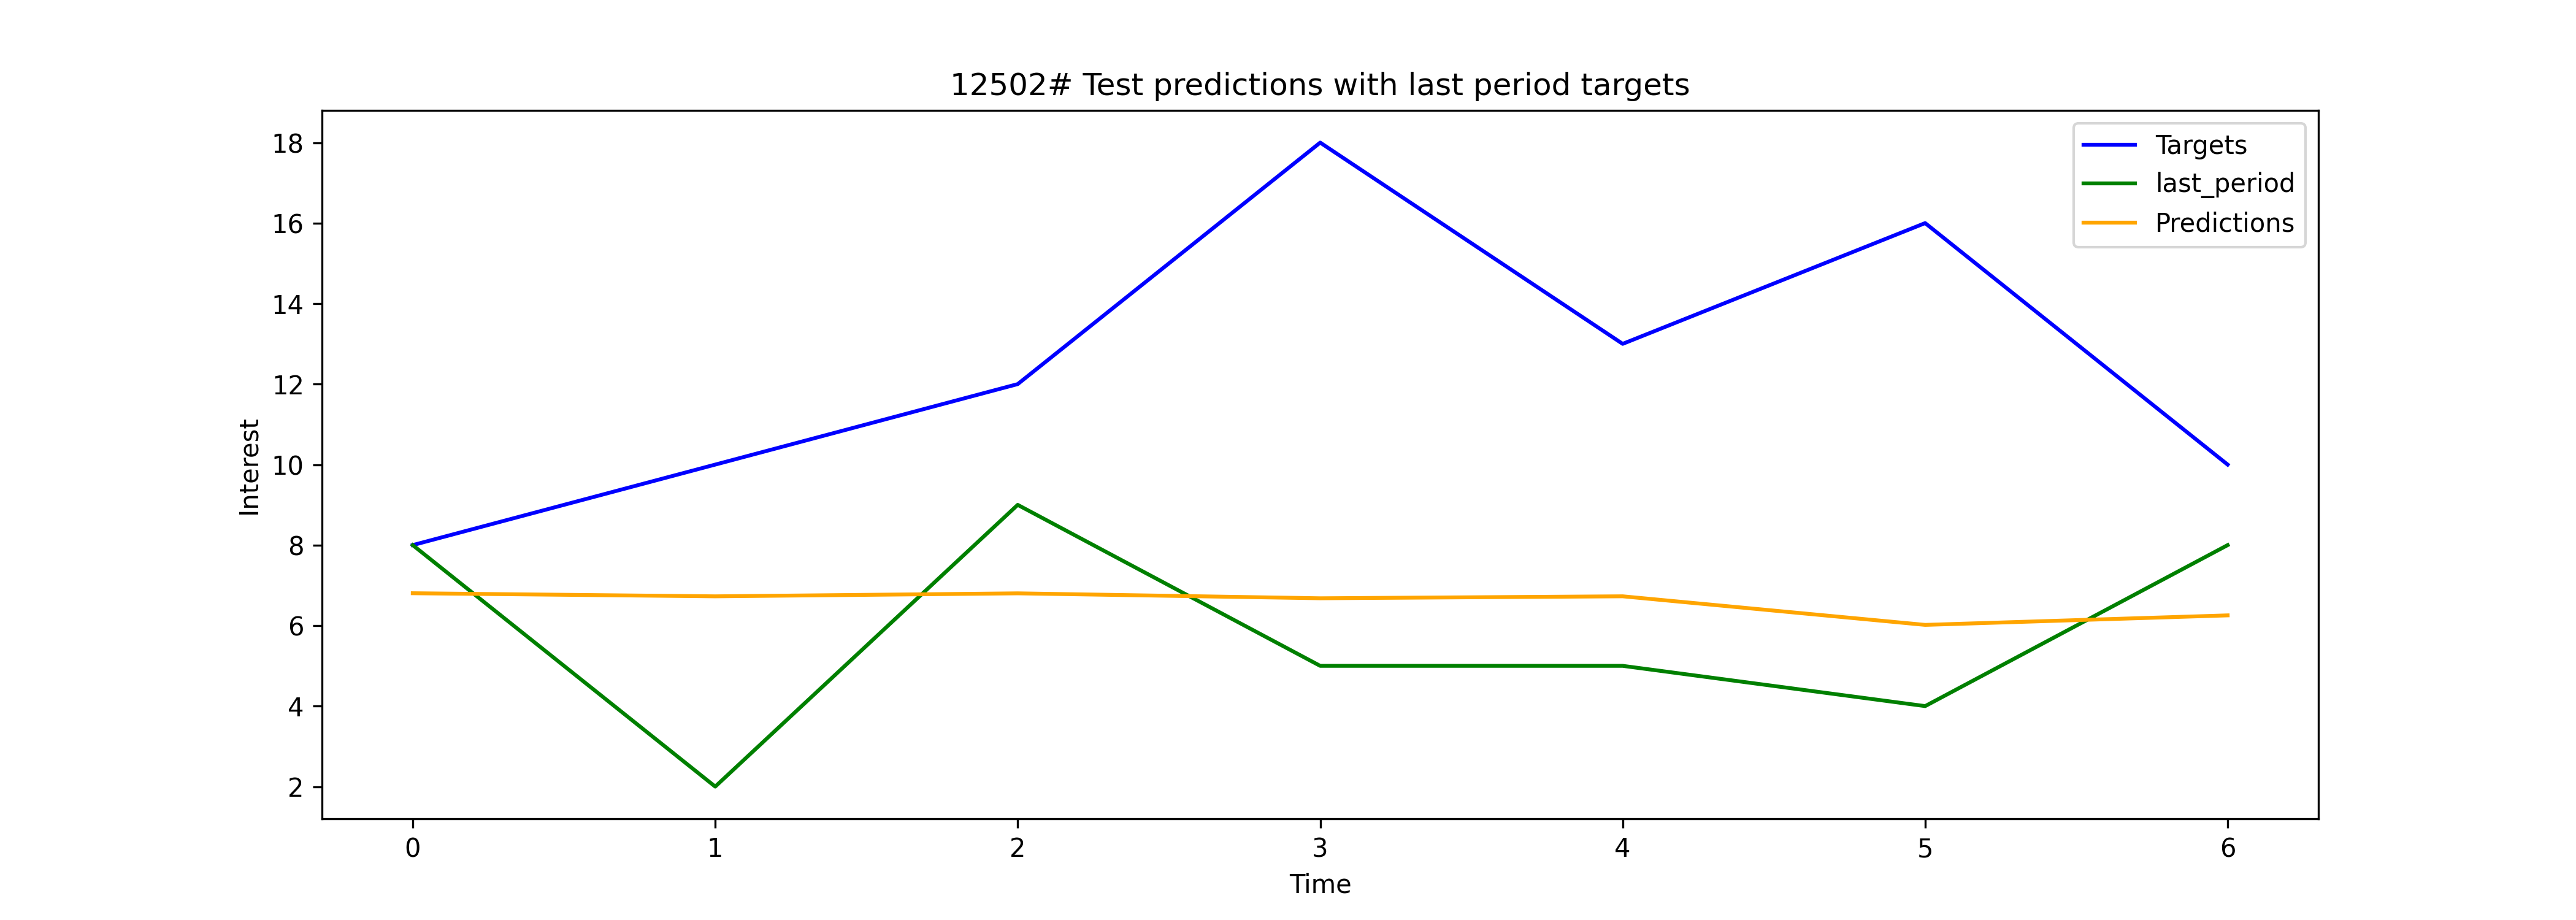 12502# Test predictions with last period targets
Targets
last_period
Predictions
Interest
18
16
14
12
10
8
6
4
2
0 1 2 3 4 5 6
Time